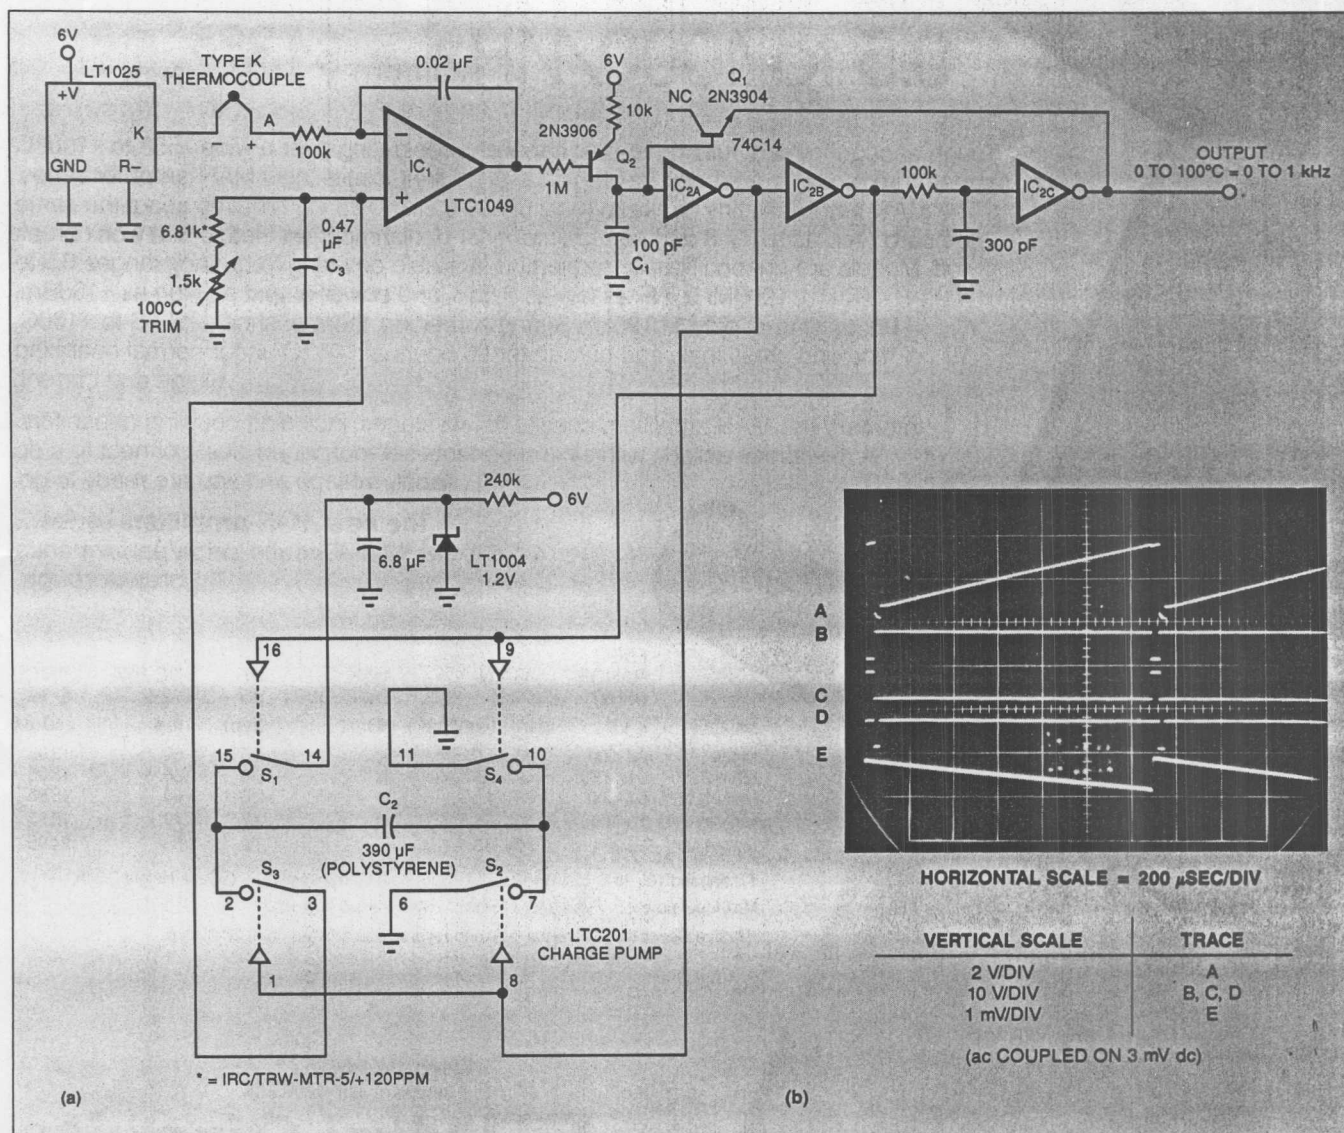 6V
LT1025
+V
K
GND
R–
TYPE K
THERMOCOUPLE
A
+
100k
0.02 µF
–
+
IC1
LTC1049
6.81k*
1.5k
100°C
TRIM
0.47
µF
C3
2N3906
1M
6V
10k
Q2
NC
Q1
2N3904
74C14
IC2A
IC2B
100k
IC2C
100 pF
C1
300 pF
OUTPUT
0 TO 100°C = 0 TO 1 kHz
240k
6V
6.8 µF
LT1004
1.2V
16
9
15
14
S1
11
10
S4
C2
390 µF
(POLYSTYRENE)
S3
2
3
S2
6
7
1
8
LTC201
CHARGE PUMP
* = IRC/TRW-MTR-5/+120PPM
(a)
A
B
C
D
E
HORIZONTAL SCALE = 200 µSEC/DIV
VERTICAL SCALE TRACE
2 V/DIV A
10 V/DIV B, C, D
1 mV/DIV E
(ac COUPLED ON 3 mV dc)
(b)